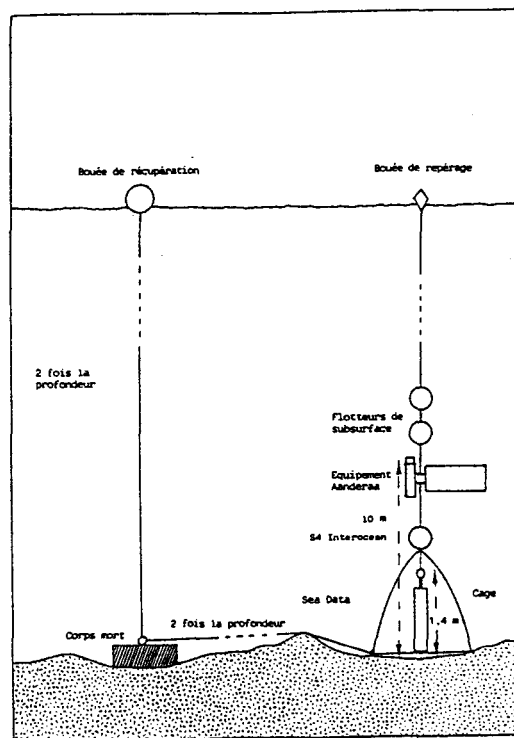 Bouée de récupération
Bouée de repérage
2 fois la
profondeur
Flotteurs de
subsurface
Equipement
Aanderaa
10 m
S4 Interocean
Sea Data
Cage
1,4 m
2 fois la profondeur
Corps mort